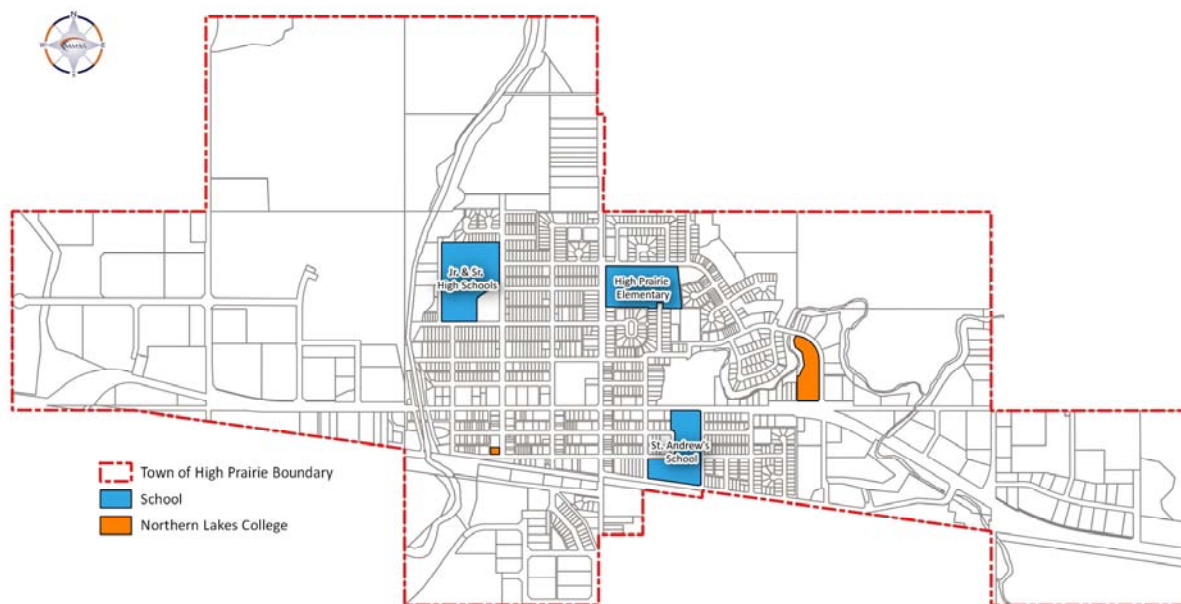 N
W
E
S
Jr. & Sr.
High Schools
High Prairie
Elementary
St. Andrew's
School
Town of High Prairie Boundary
School
Northern Lakes College